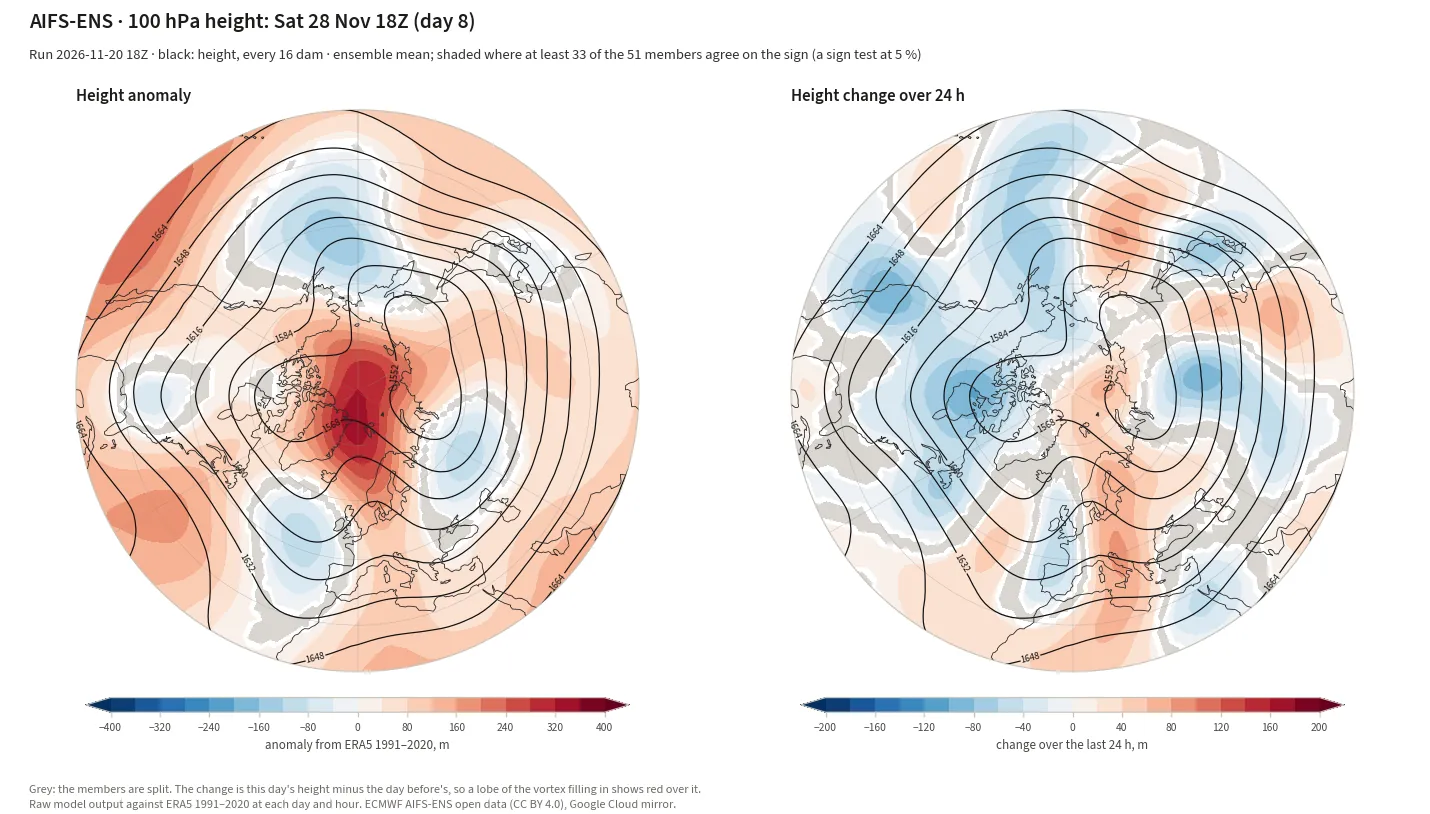 AIFS-ENS · 100 hPa height: Sat 28 Nov 18Z (day 8)
Run 2026-11-20 18Z · black: height, every 16 dam · ensemble mean; shaded where at least 33 of the 51 members agree on the sign (a sign test at 5 %)
Height anomaly
Height change over 24 h
1664
1648
1616
1584
1552
1568
1600
1632
1664
1664
1648
1664
1648
1616
1584
1552
1568
1600
1632
1664
1664
1648
−400 −320 −240 −160 −80 0 80 160 240 320 400
anomaly from ERA5 1991–2020, m
−200 −160 −120 −80 −40 0 40 80 120 160 200
change over the last 24 h, m
Grey: the members are split. The change is this day's height minus the day before's, so a lobe of the vortex filling in shows red over it.
Raw model output against ERA5 1991–2020 at each day and hour. ECMWF AIFS-ENS open data (CC BY 4.0), Google Cloud mirror.